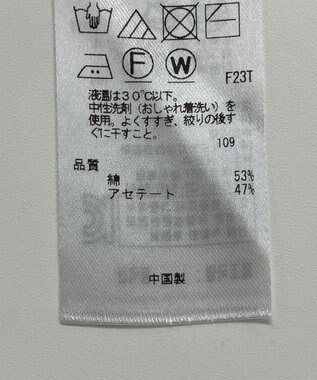 F
W
F23T
液温は30℃以下。
中性洗剤(おしゃれ着洗い)を
使用。よくすすぎ、絞りの後す
ぐに干すこと。
109
品質
綿 53%
アセテート 47%
中国製